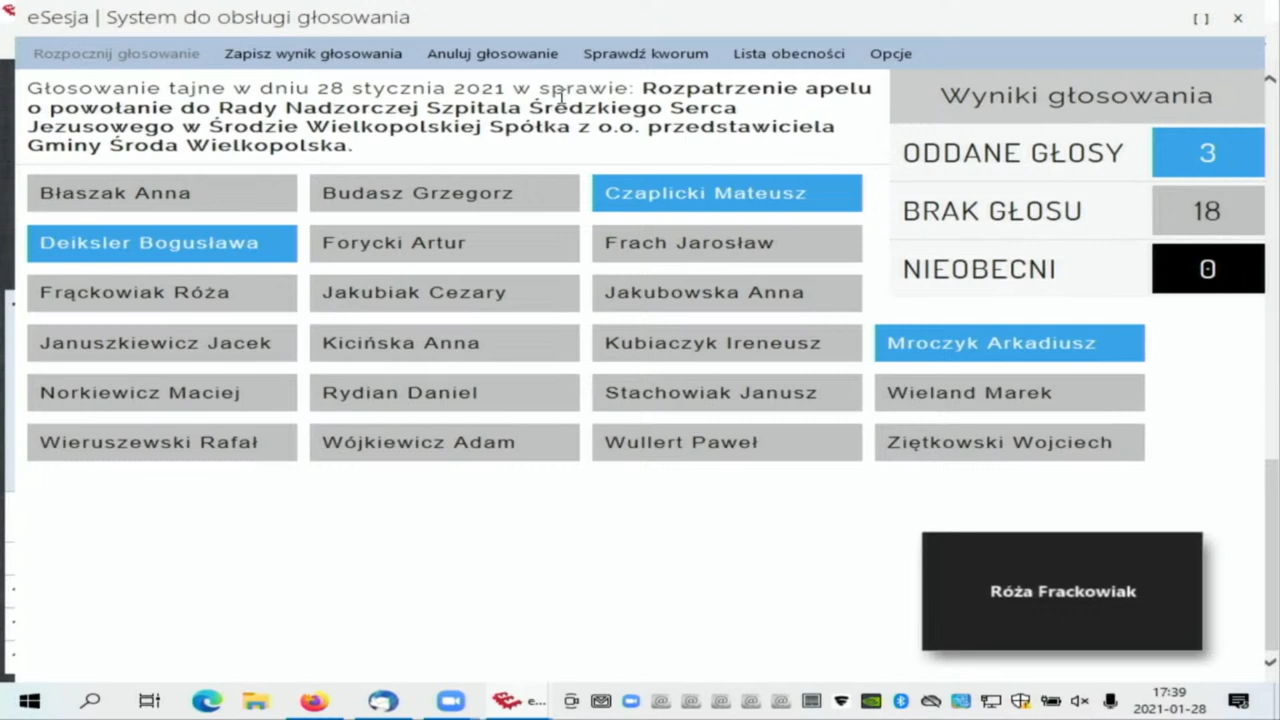 eSesja | System do obsługi głosowania
Rozpocznij głosowanie Zapisz wynik głosowania Anuluj głosowanie Sprawdź kworum Lista obecności Opcje
Głosowanie tajne w dniu 28 stycznia 2021 w sprawie: Rozpatrzenie apelu
o powołanie do Rady Nadzorczej Szpitala Średzkiego Serca
Jezusowego w Środzie Wielkopolskiej Spółka z o.o. przedstawiciela
Gminy Środa Wielkopolska.
Wyniki głosowania
ODDANE GŁOSY 3
BRAK GŁOSU 18
NIEOBECNI 0
Błaszak Anna Budasz Grzegorz Czaplicki Mateusz
Deiksler Bogusława Forycki Artur Frach Jarosław
Frąckowiak Róża Jakubiak Cezary Jakubowska Anna
Januszkiewicz Jacek Kicińska Anna Kubiaczyk Ireneusz Mroczyk Arkadiusz
Norkiewicz Maciej Rydian Daniel Stachowiak Janusz Wieland Marek
Wieruszewski Rafał Wójkiewicz Adam Wullert Paweł Ziętkowski Wojciech
Róża Frackowiak
e...
17:39
2021-01-28